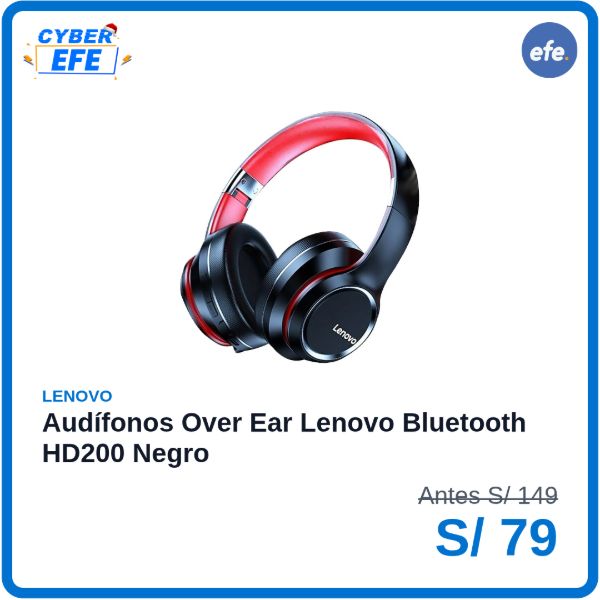 CYBER
EFE
efe.
Lenovo
LENOVO
Audífonos Over Ear Lenovo Bluetooth
HD200 Negro
Antes S/ 149
S/ 79